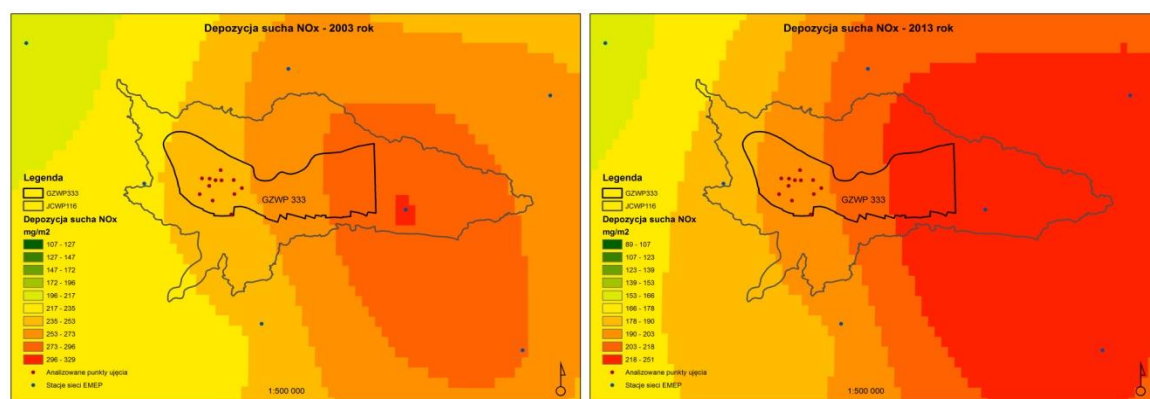 Depozycja sucha NOx - 2003 rok
GZWP 333
Legenda
GZWP333
JCWP116
Depozycja sucha NOx
mg/m2
107 - 127
127 - 147
147 - 172
172 - 196
196 - 217
217 - 235
235 - 253
253 - 273
273 - 296
296 - 329
Analizowane punkty ujęcia
Stacje sieci EMEP
1:500 000
Depozycja sucha NOx - 2013 rok
GZWP 333
Legenda
GZWP333
JCWP116
Depozycja sucha NOx
mg/m2
89 - 107
107 - 123
123 - 139
139 - 153
153 - 166
166 - 178
178 - 190
190 - 203
203 - 218
218 - 251
Analizowane punkty ujęcia
Stacje sieci EMEP
1:500 000